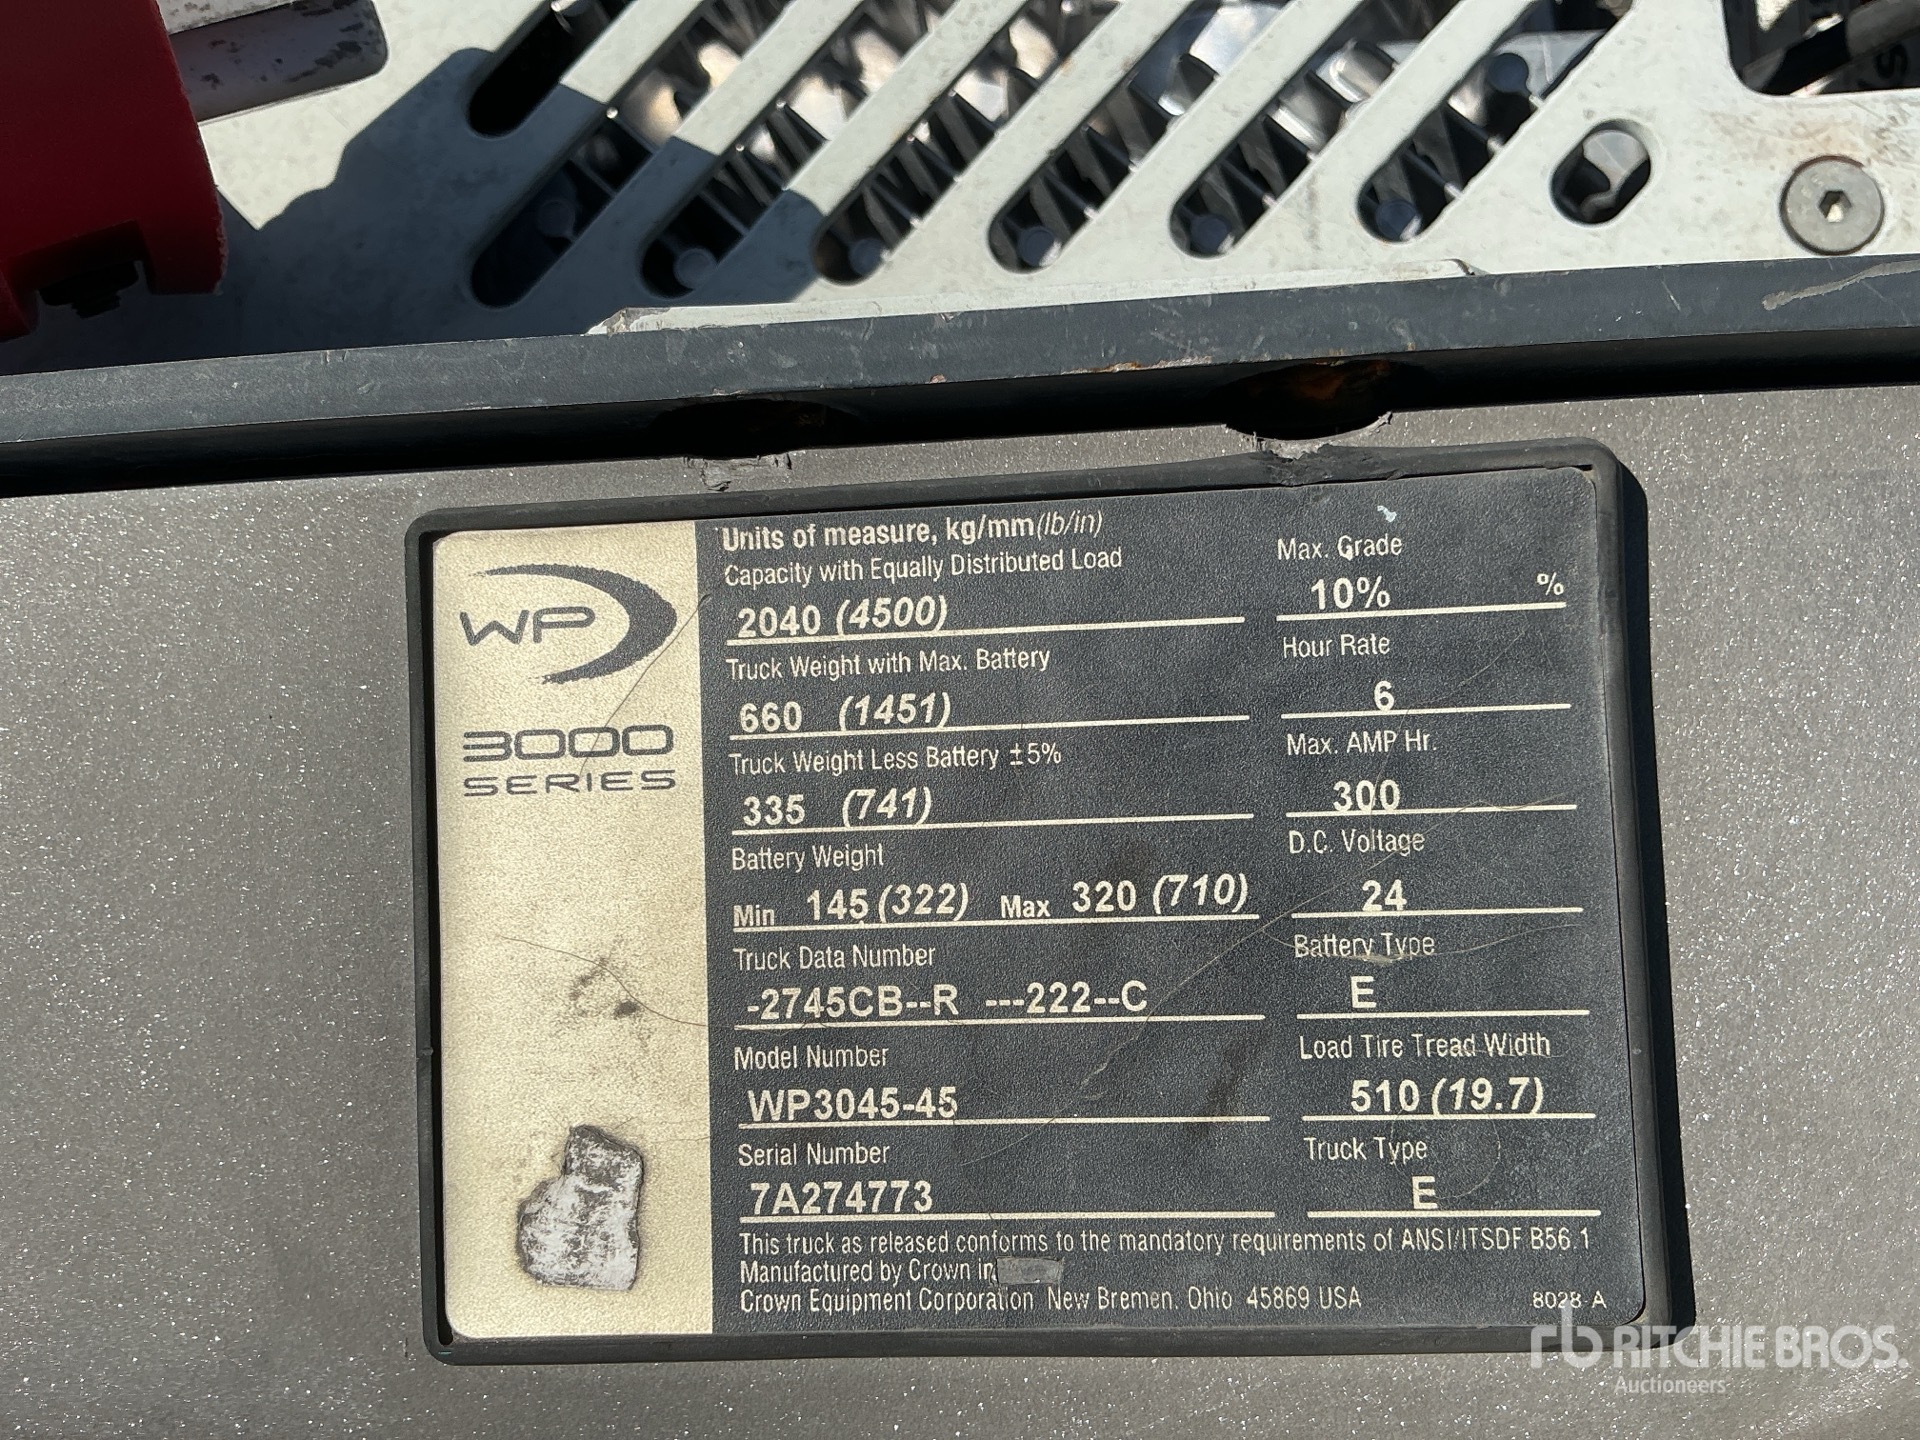 WP
3000
SERIES
Units of measure, kg/mm (lb/in)
Capacity with Equally Distributed Load
2040 (4500)
Truck Weight with Max. Battery
660 (1451)
Truck Weight Less Battery ±5%
335 (741)
Battery Weight
Min 145 (322) Max 320 (710)
Truck Data Number
-2745CB--R ---222--C
Model Number
WP3045-45
Serial Number
7A274773
Max. Grade
10% %
Hour Rate
6
Max. AMP Hr.
300
D.C. Voltage
24
Battery Type
E
Load Tire Tread Width
510 (19.7)
Truck Type
E
This truck as released conforms to the mandatory requirements of ANSI/ITSDF B56.1
Manufactured by Crown in
Crown Equipment Corporation New Bremen, Ohio 45869 USA
8028-A
rb RITCHIE BROS.
Auctioneers